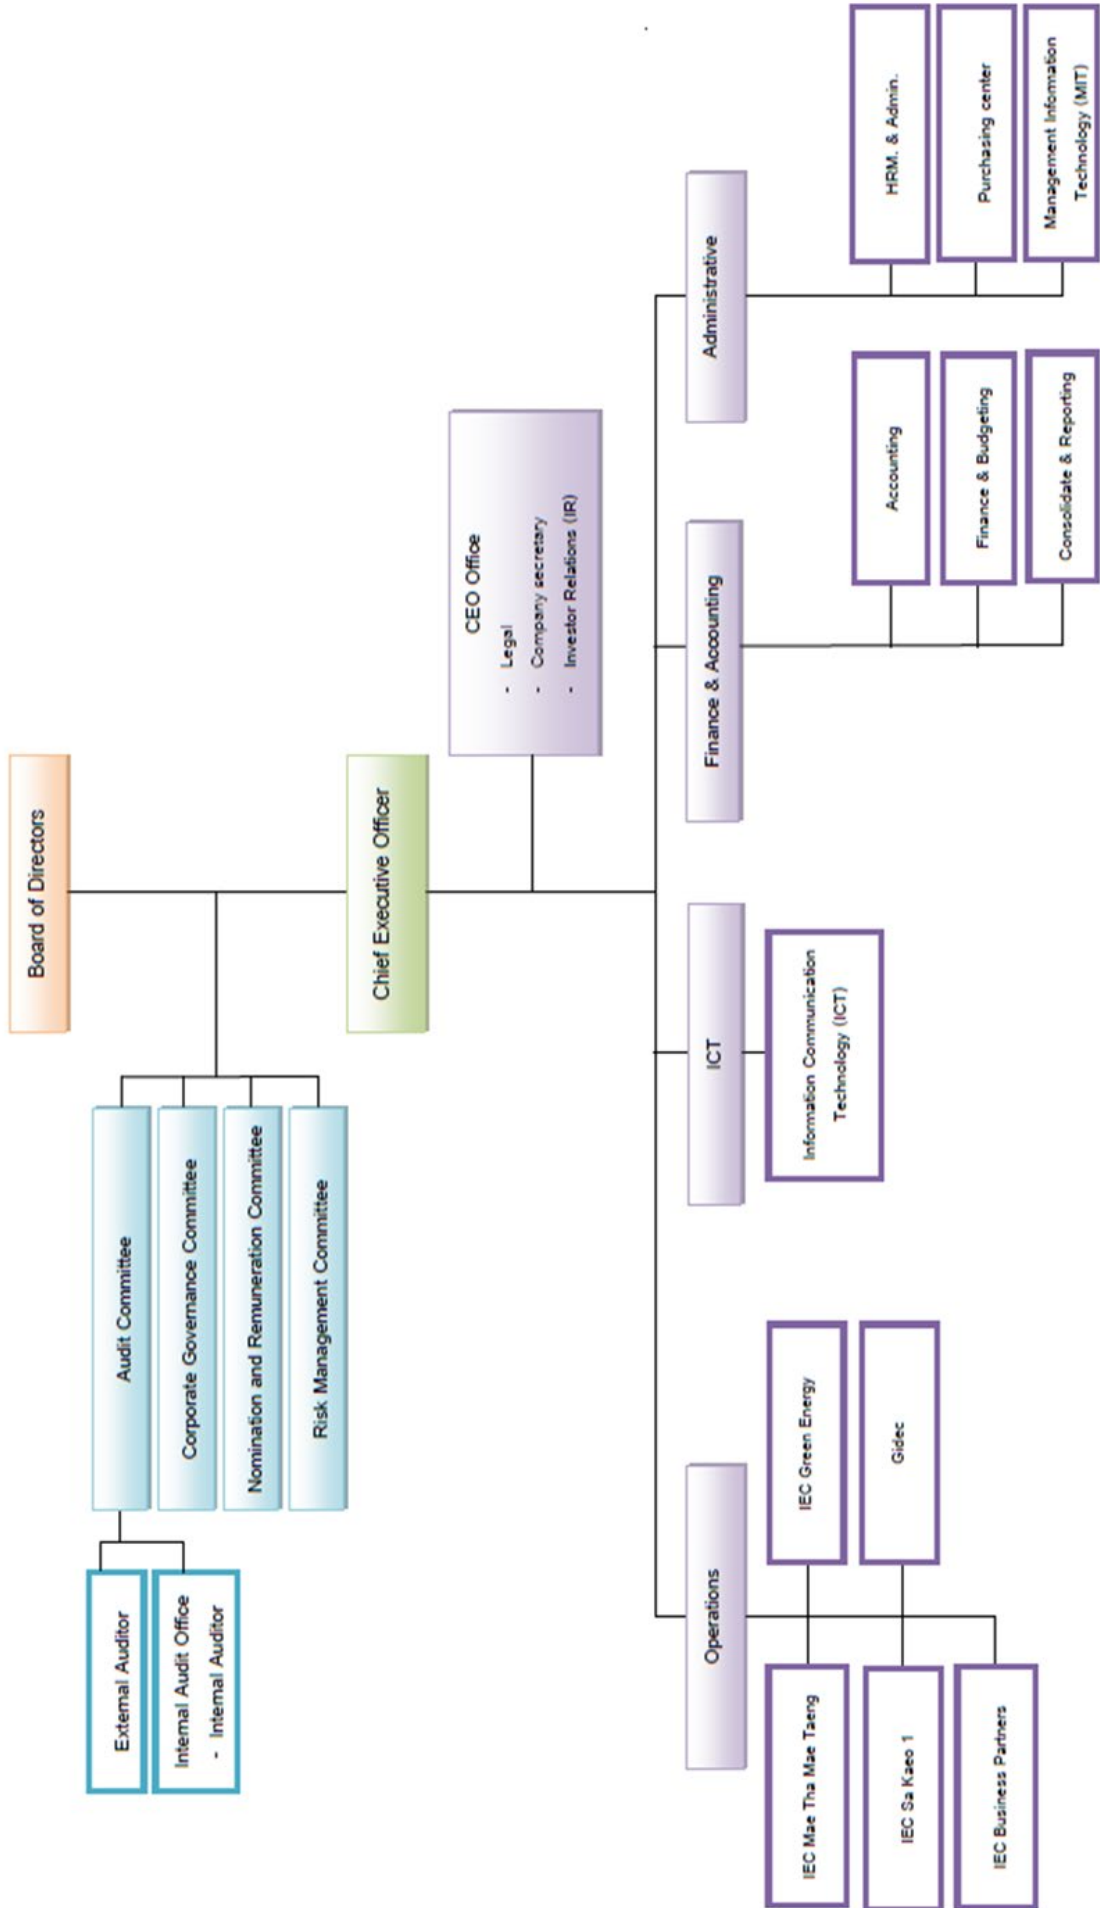 Board of Directors
External Auditor
Internal Audit Office
- Internal Auditor
Audit Committee
Corporate Governance Committee
Nomination and Remuneration Committee
Risk Management Committee
Chief Executive Officer
CEO Office
- Legal
- Company secretary
- Investor Relations (IR)
Operations
ICT
Finance & Accounting
Administrative
IEC Mae Tha Mae Taeng
IEC Green Energy
IEC Sa Kaeo 1
Gidec
IEC Business Partners
Information Communication
Technology (ICT)
Accounting
Finance & Budgeting
Consolidate & Reporting
HRM. & Admin.
Purchasing center
Management Information
Technology (MIT)